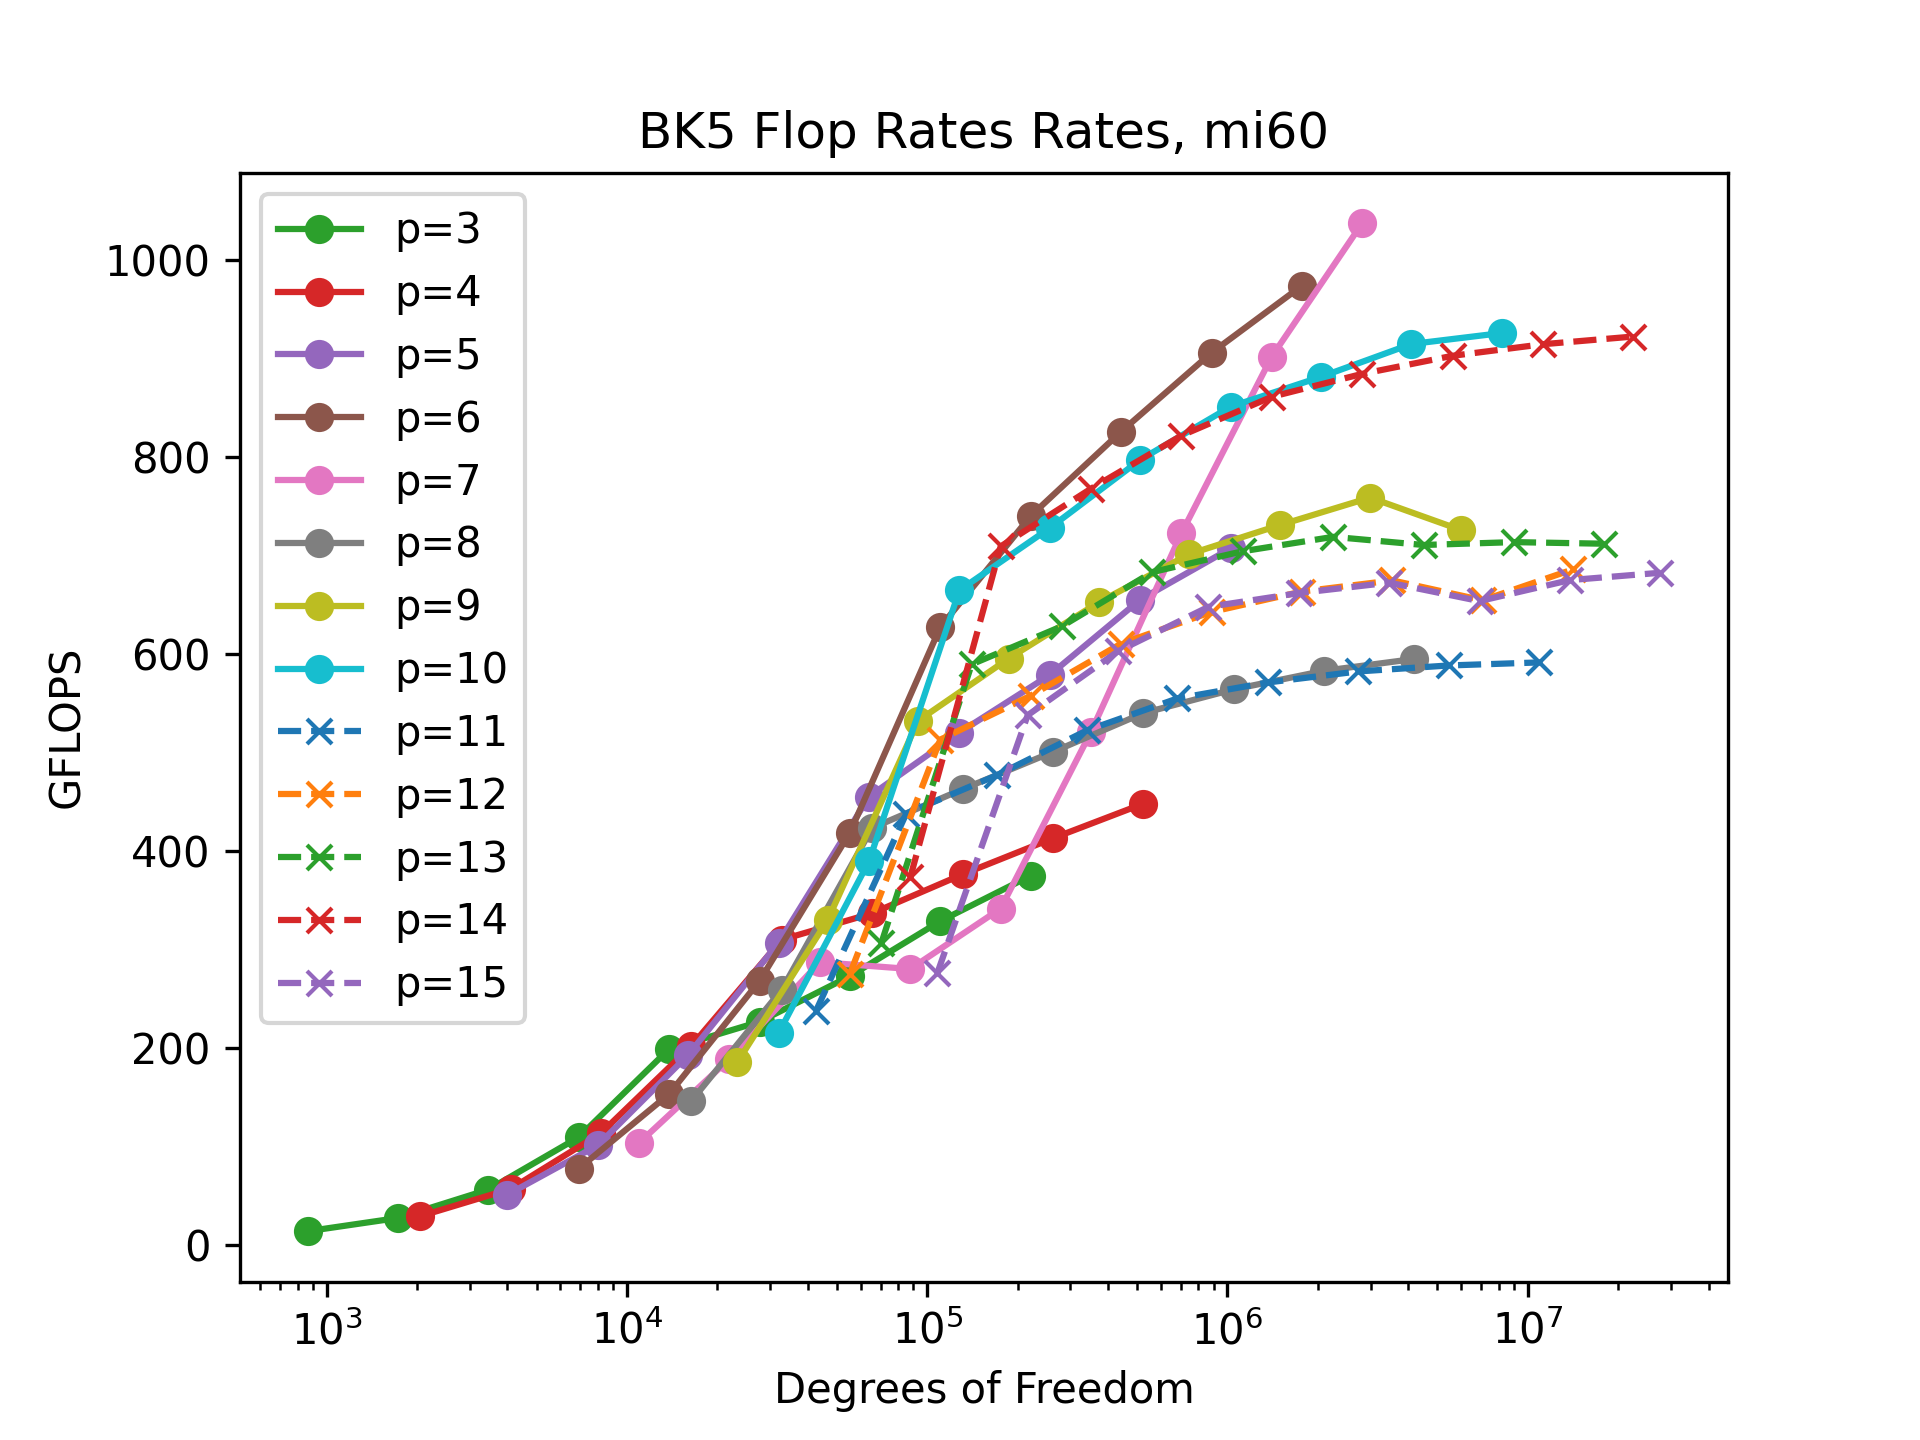 BK5 Flop Rates Rates, mi60
p=3
p=4
p=5
p=6
p=7
p=8
p=9
p=10
p=11
p=12
p=13
p=14
p=15
GFLOPS
1000
800
600
400
200
0
10³ 10⁴ 10⁵ 10⁶ 10⁷
Degrees of Freedom